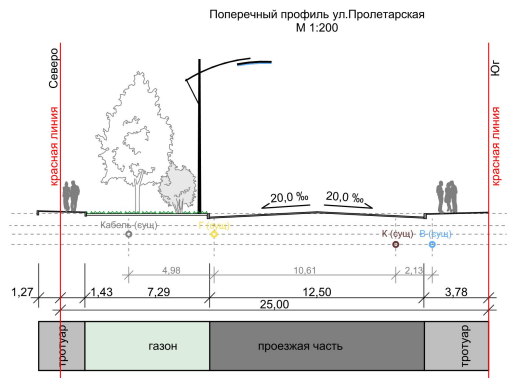 Поперечный профиль ул.Пролетарская
М 1:200
Северо
Юг
красная линия
красная линия
20,0 ‰
20,0 ‰
Кабель (сущ)
Г (сущ)
К (сущ)
В (сущ)
4,98
10,61
2,13
1,27
1,43
7,29
12,50
3,78
25,00
тротуар
газон
проезжая часть
тротуар